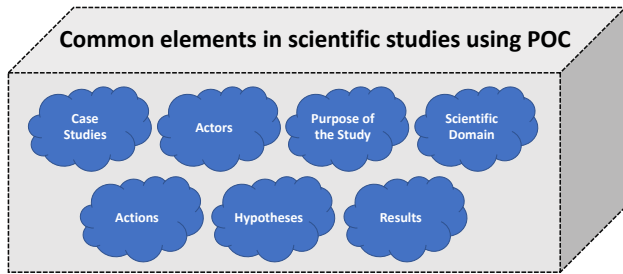 Common elements in scientific studies using POC
Case
Studies
Actors
Purpose of
the Study
Scientific
Domain
Actions
Hypotheses
Results